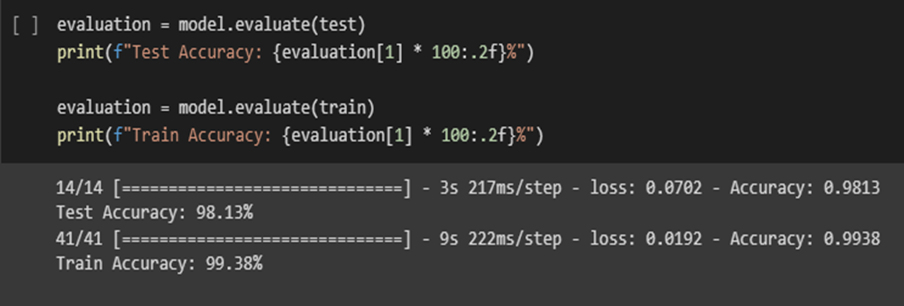 [ ] evaluation = model.evaluate(test)
print(f"Test Accuracy: {evaluation[1] * 100:.2f}%")
evaluation = model.evaluate(train)
print(f"Train Accuracy: {evaluation[1] * 100:.2f}%")
14/14 [==============================] - 3s 217ms/step - loss: 0.0702 - Accuracy: 0.9813
Test Accuracy: 98.13%
41/41 [==============================] - 9s 222ms/step - loss: 0.0192 - Accuracy: 0.9938
Train Accuracy: 99.38%